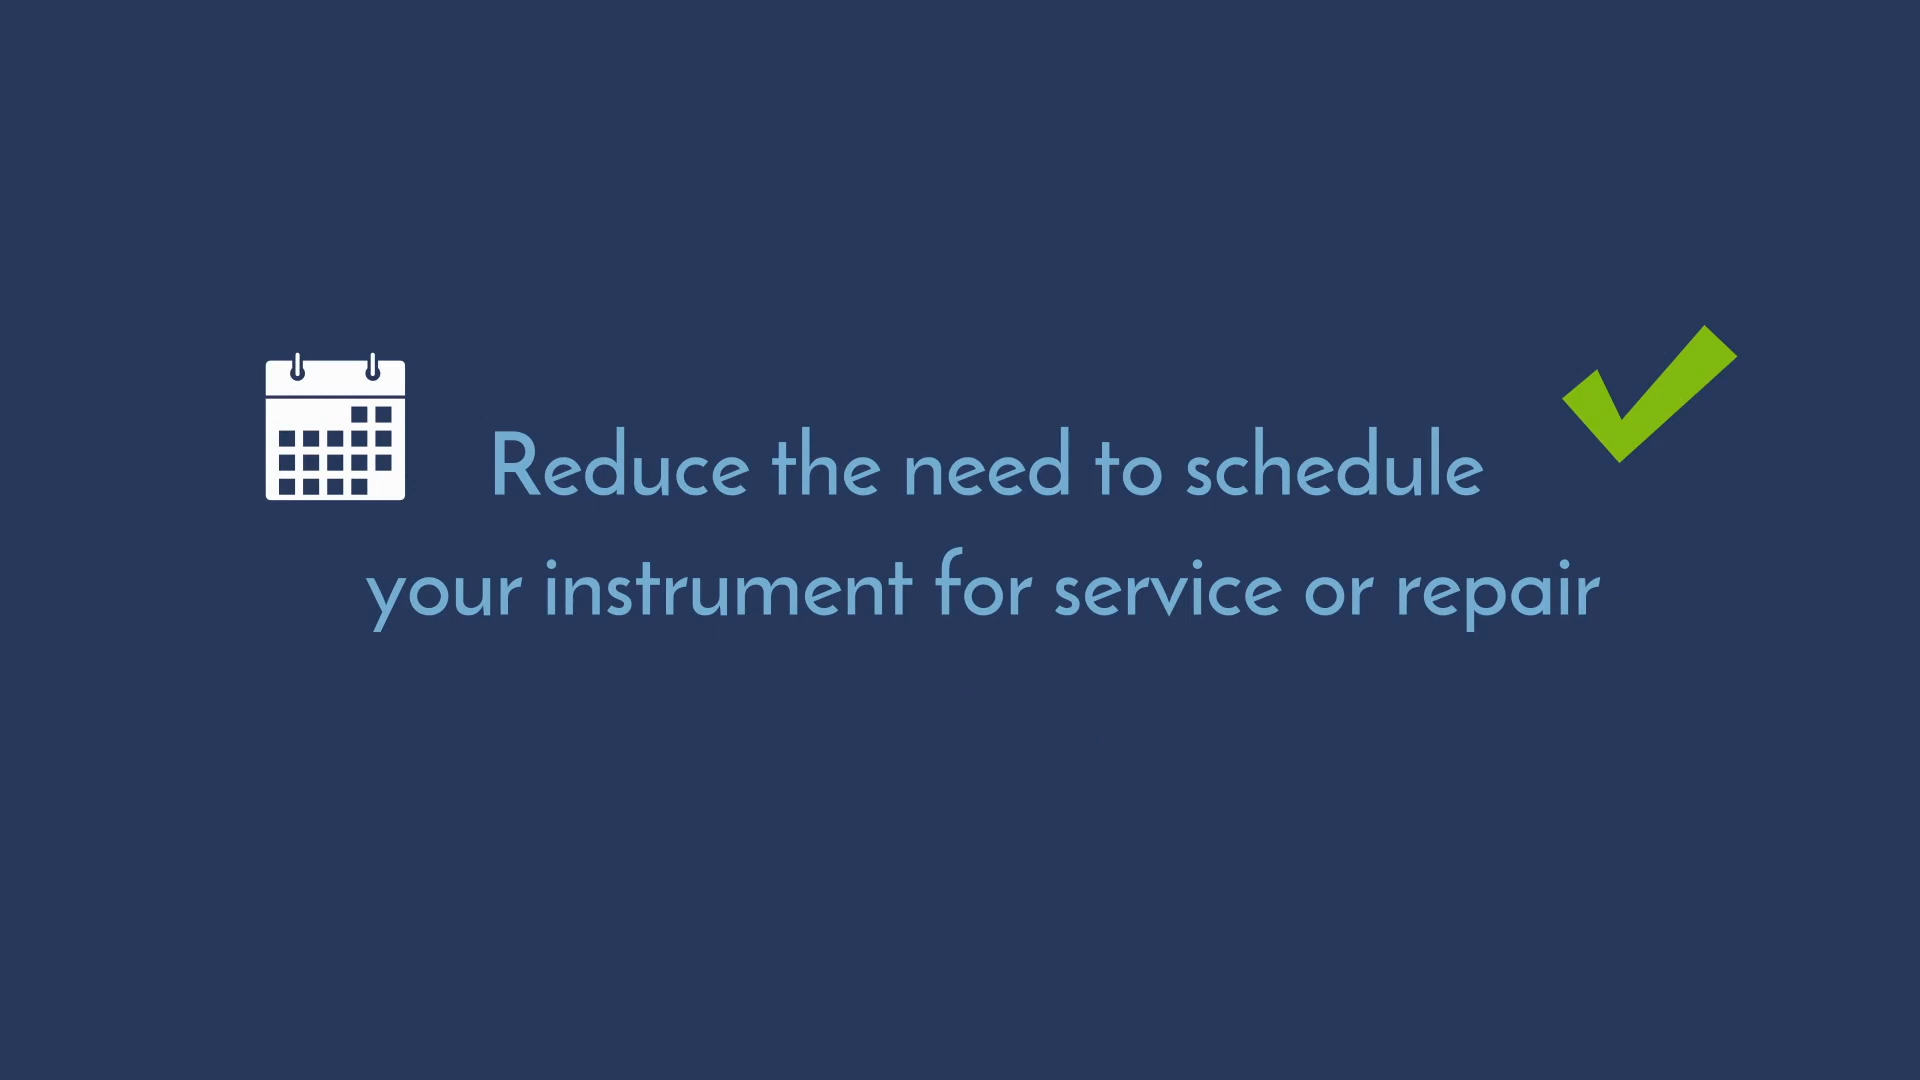 Reduce the need to schedule
your instrument for service or repair